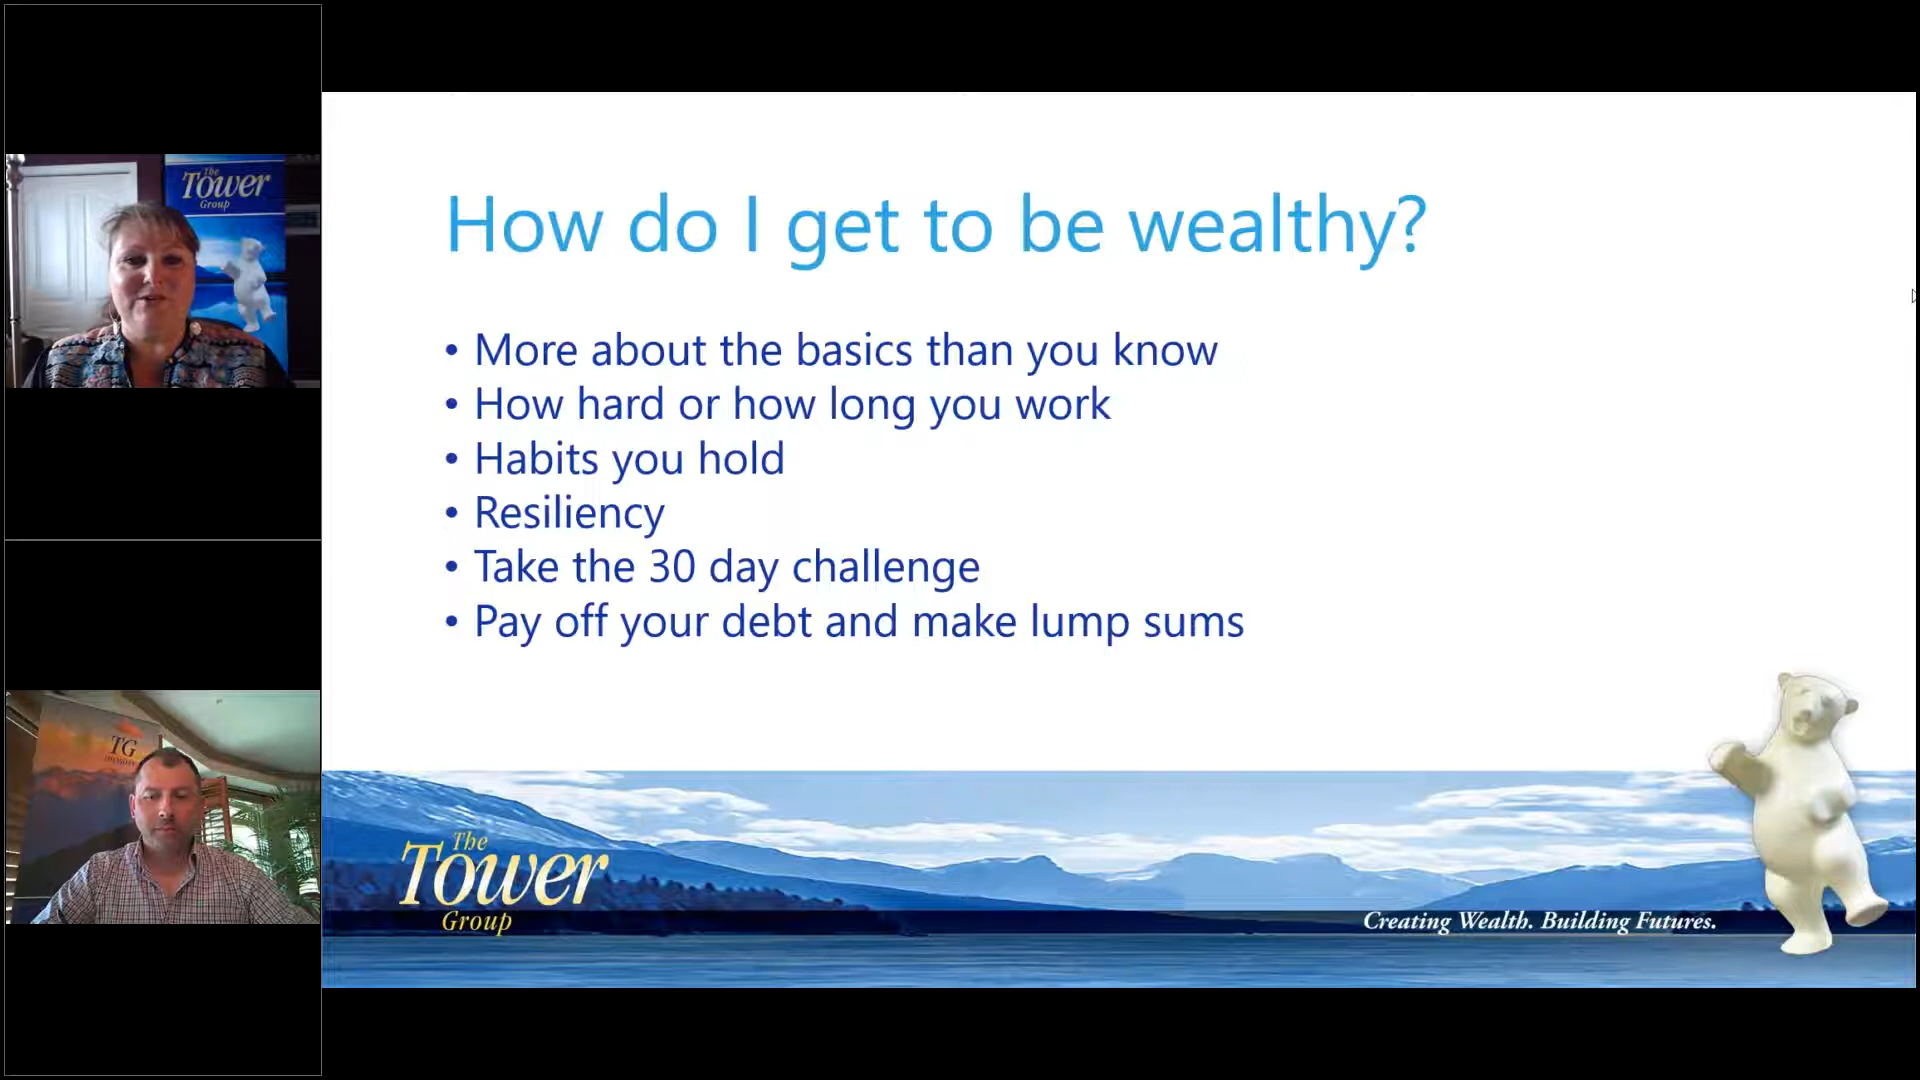 The
Tower
Group
TG
How do I get to be wealthy?
• More about the basics than you know
• How hard or how long you work
• Habits you hold
• Resiliency
• Take the 30 day challenge
• Pay off your debt and make lump sums
The
Tower
Group
Creating Wealth. Building Futures.